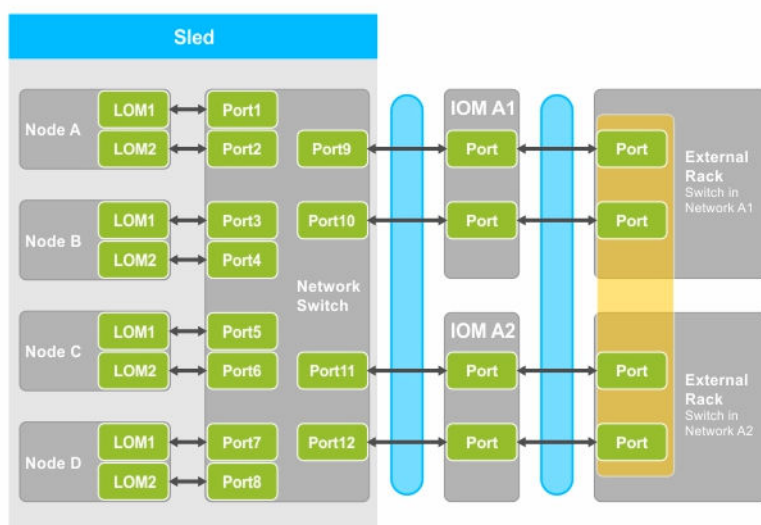 Sled
Node A
LOM1
Port1
LOM2
Port2
Port9
IOM A1
Port
Port
External
Rack
Switch in
Network A1
Node B
LOM1
Port3
LOM2
Port4
Port10
Port
Port
Network
Switch
Node C
LOM1
Port5
LOM2
Port6
Port11
IOM A2
Port
Port
External
Rack
Switch in
Network A2
Node D
LOM1
Port7
LOM2
Port8
Port12
Port
Port